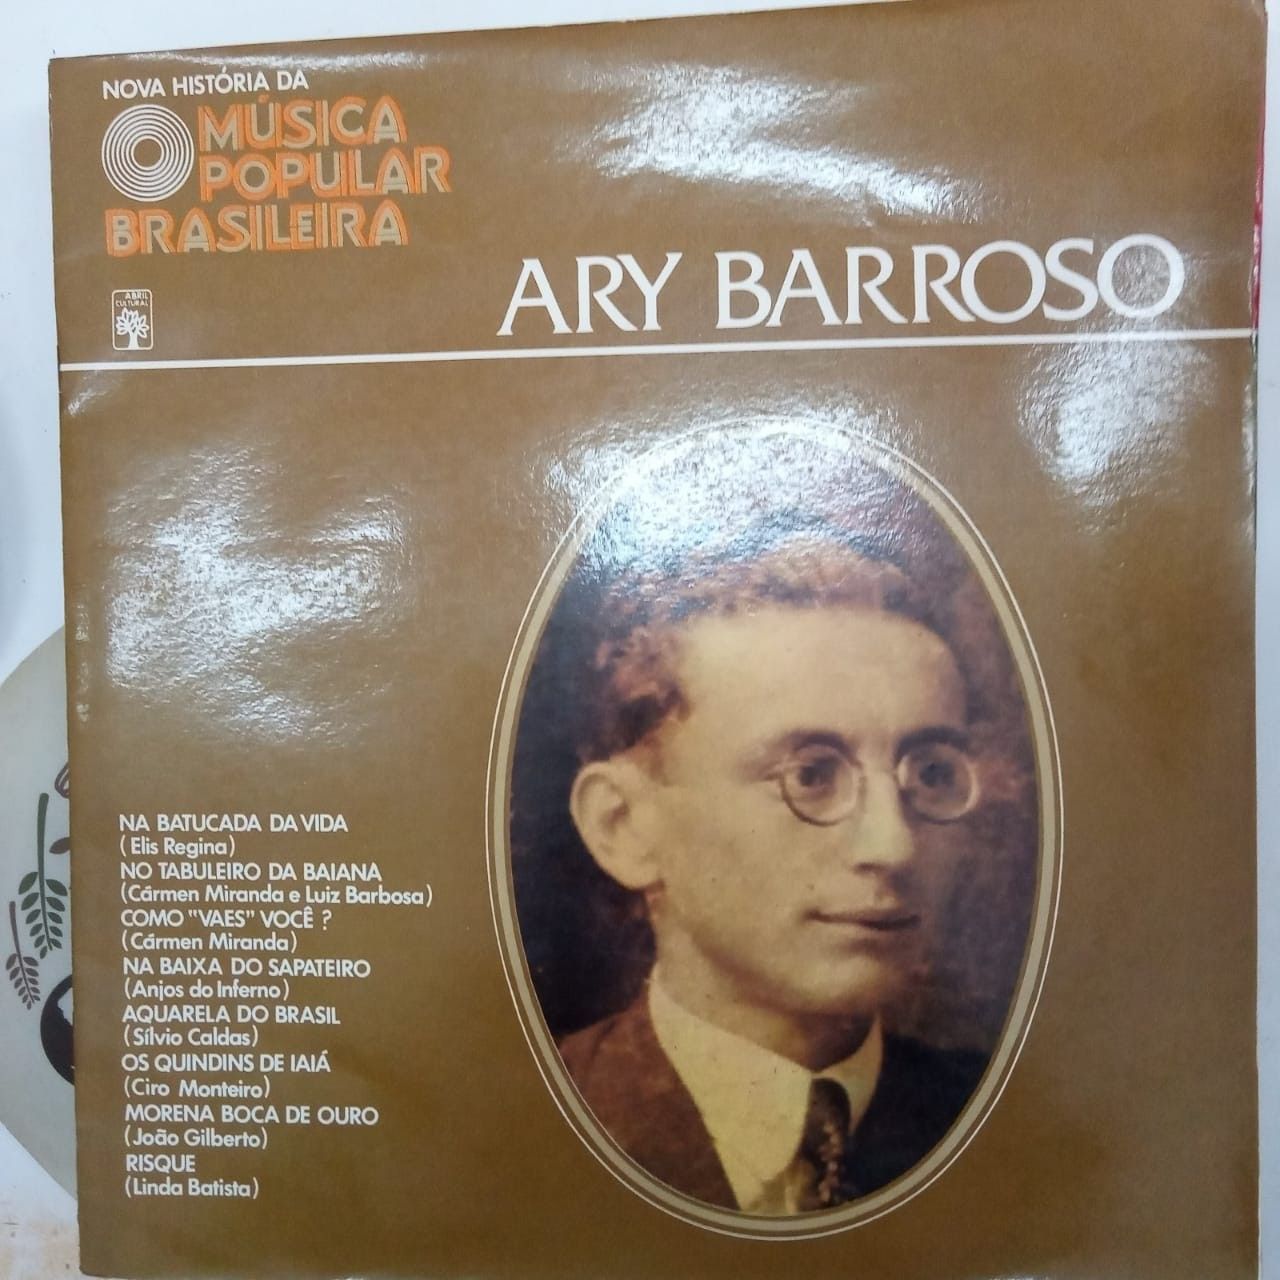 NOVA HISTÓRIA DA
MÚSICA
POPULAR
BRASILEIRA
ABRIL
CULTURAL
ARY BARROSO
NA BATUCADA DA VIDA
(Elis Regina)
NO TABULEIRO DA BAIANA
(Cármen Miranda e Luiz Barbosa)
COMO "VAES" VOCÊ ?
(Cármen Miranda)
NA BAIXA DO SAPATEIRO
(Anjos do Inferno)
AQUARELA DO BRASIL
(Sílvio Caldas)
OS QUINDINS DE IAIÁ
(Ciro Monteiro)
MORENA BOCA DE OURO
(João Gilberto)
RISQUE
(Linda Batista)